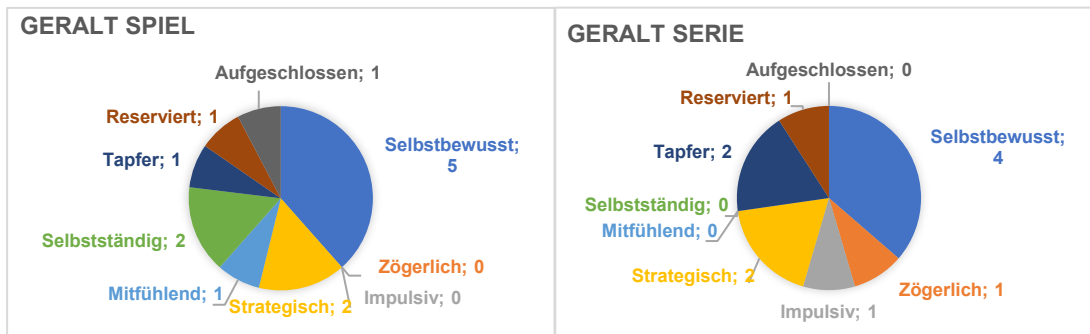 GERALT SPIEL
Aufgeschlossen; 1
Reserviert; 1
Tapfer; 1
Selbstbewusst;
5
Selbstständig; 2
Zögerlich; 0
Mitfühlend; 1
Strategisch; 2
Impulsiv; 0
GERALT SERIE
Aufgeschlossen; 0
Reserviert; 1
Tapfer; 2
Selbstbewusst;
4
Selbstständig; 0
Mitfühlend; 0
Strategisch; 2
Zögerlich; 1
Impulsiv; 1